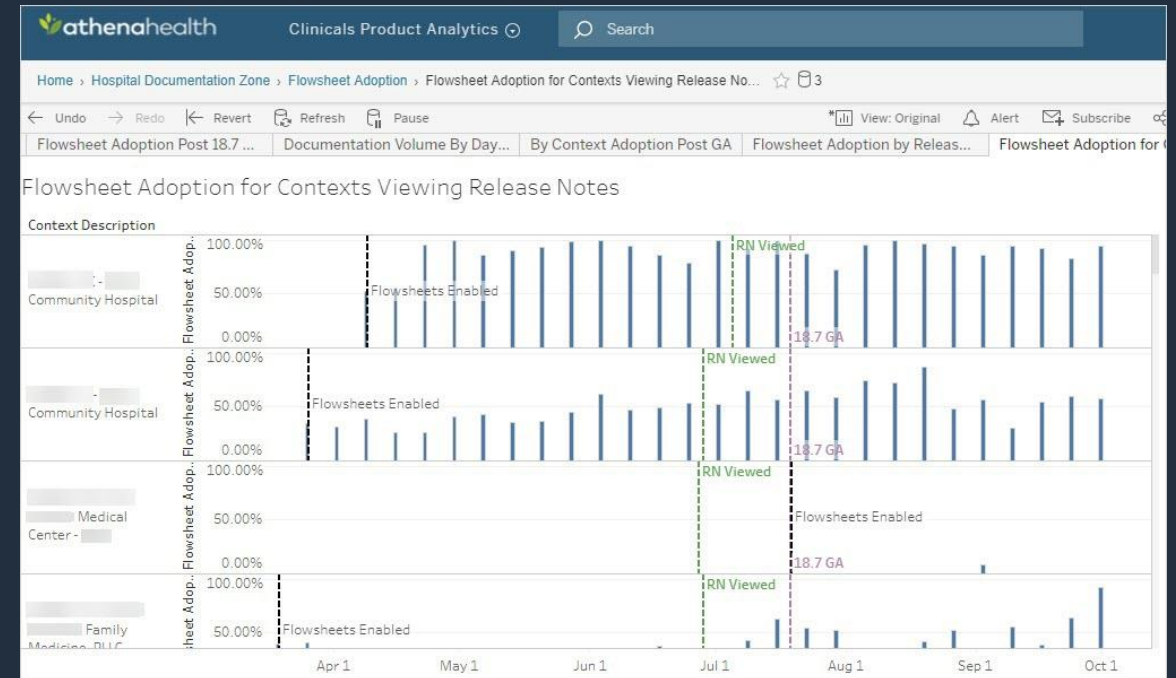 athenahealth
Clinicals Product Analytics
Search
Home › Hospital Documentation Zone › Flowsheet Adoption › Flowsheet Adoption for Contexts Viewing Release No... 3
Undo Redo Revert Refresh Pause View: Original Alert Subscribe
Flowsheet Adoption Post 18.7 ... Documentation Volume By Day... By Context Adoption Post GA Flowsheet Adoption by Releas... Flowsheet Adoption for
Flowsheet Adoption for Contexts Viewing Release Notes
Context Description
Community Hospital
Flowsheet Adop..
100.00%
50.00%
0.00%
Flowsheets Enabled
RN Viewed
18.7 GA
Community Hospital
Flowsheet Adop..
100.00%
50.00%
0.00%
Flowsheets Enabled
RN Viewed
18.7 GA
Medical
Center -
Flowsheet Adop..
100.00%
50.00%
0.00%
RN Viewed
Flowsheets Enabled
18.7 GA
Family
sheet Adop..
100.00%
50.00%
Flowsheets Enabled
RN Viewed
Apr 1 May 1 Jun 1 Jul 1 Aug 1 Sep 1 Oct 1